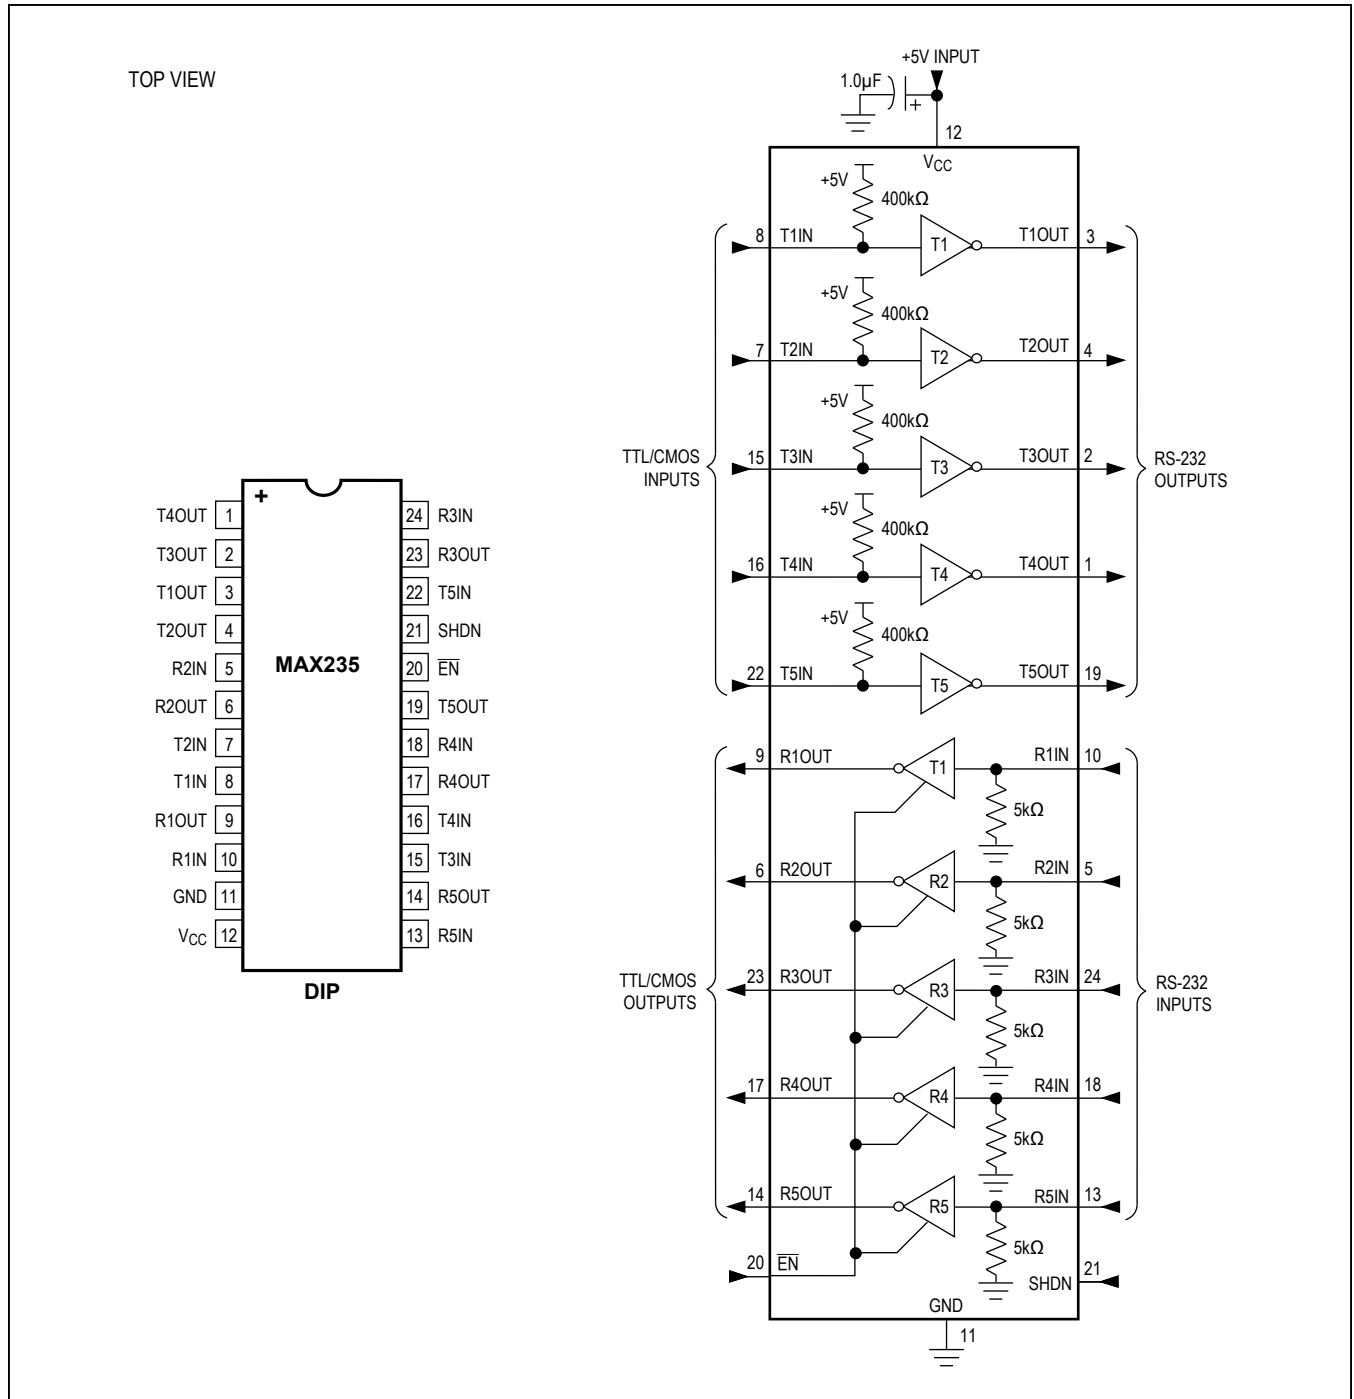 TOP VIEW
+5V INPUT
1.0µF
+
12
VCC
+5V
400kΩ
8 T1IN T1 T1OUT 3
+5V
400kΩ
7 T2IN T2 T2OUT 4
+5V
400kΩ
TTL/CMOS
INPUTS
15 T3IN T3 T3OUT 2
RS-232
OUTPUTS
+5V
400kΩ
16 T4IN T4 T4OUT 1
+5V
400kΩ
22 T5IN T5 T5OUT 19
+
T4OUT 1 24 R3IN
T3OUT 2 23 R3OUT
T1OUT 3 22 T5IN
T2OUT 4 21 SHDN
R2IN 5 MAX235 20 E̅N̅
R2OUT 6 19 T5OUT
T2IN 7 18 R4IN
T1IN 8 17 R4OUT
R1OUT 9 16 T4IN
R1IN 10 15 T3IN
GND 11 14 R5OUT
VCC 12 13 R5IN
DIP
9 R1OUT T1 R1IN 10
5kΩ
6 R2OUT R2 R2IN 5
5kΩ
TTL/CMOS
OUTPUTS
23 R3OUT R3 R3IN 24
RS-232
INPUTS
5kΩ
17 R4OUT R4 R4IN 18
5kΩ
14 R5OUT R5 R5IN 13
5kΩ
20 E̅N̅
SHDN 21
GND
11